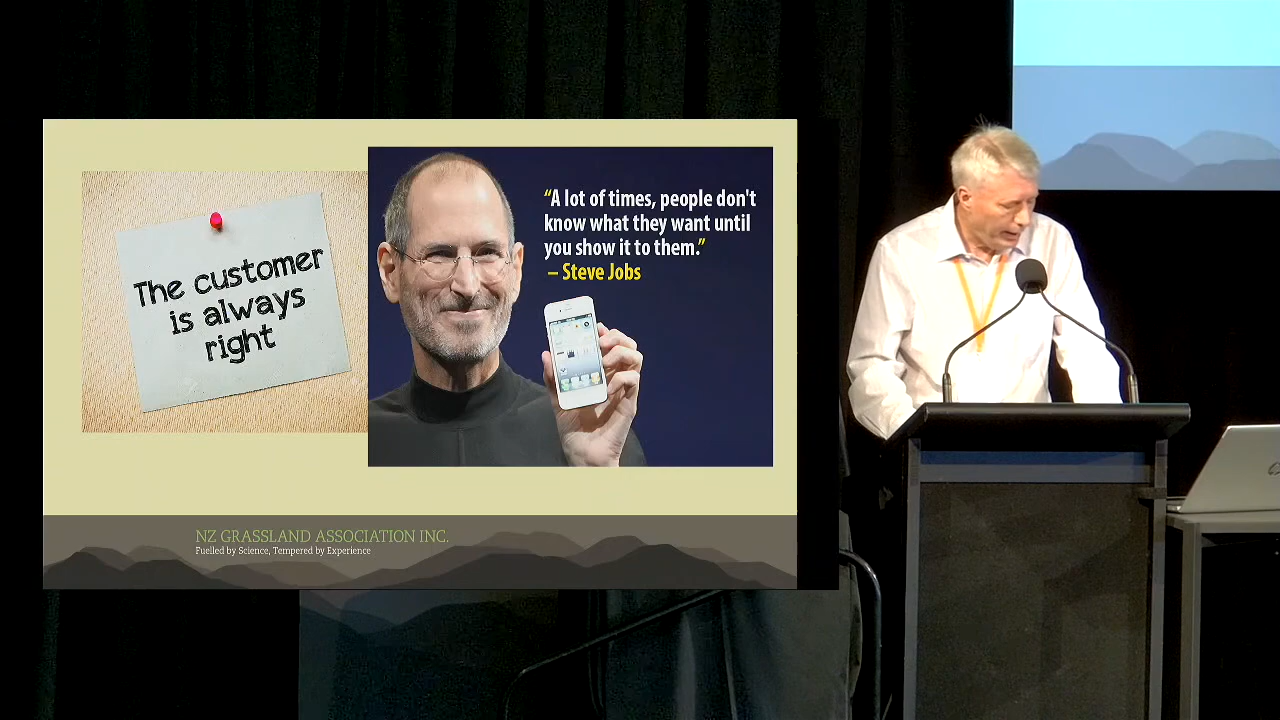 The customer
is always
right
“A lot of times, people don't
know what they want until
you show it to them.”
– Steve Jobs
NZ GRASSLAND ASSOCIATION INC.
Fuelled by Science, Tempered by Experience